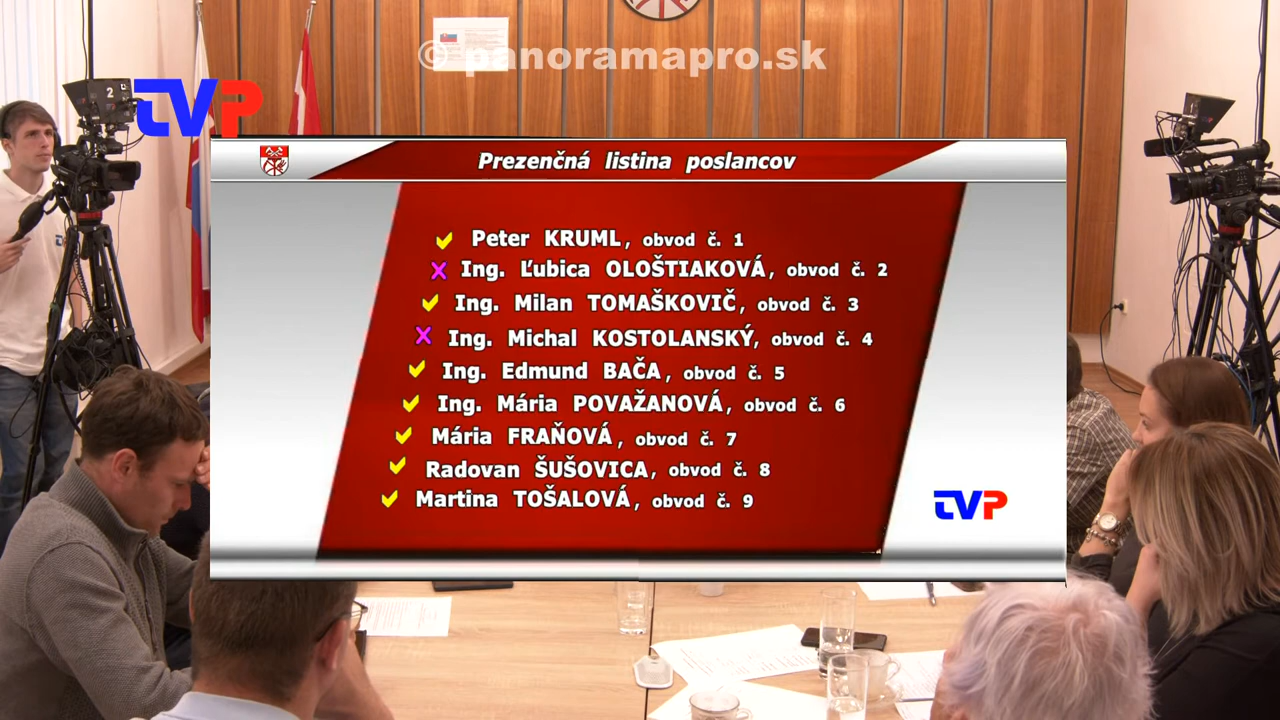 © panoramapro.sk
2
TVP
Prezenčná listina poslancov
Peter KRUML, obvod č. 1
Ing. Ľubica OLOŠTIAKOVÁ, obvod č. 2
Ing. Milan TOMAŠKOVIČ, obvod č. 3
Ing. Michal KOSTOLANSKÝ, obvod č. 4
Ing. Edmund BAČA, obvod č. 5
Ing. Mária POVAŽANOVÁ, obvod č. 6
Mária FRAŇOVÁ, obvod č. 7
Radovan ŠUŠOVICA, obvod č. 8
Martina TOŠALOVÁ, obvod č. 9
TVP